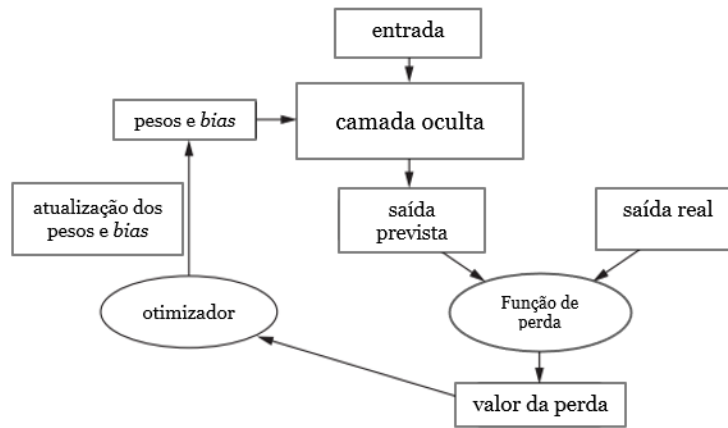 entrada
pesos e bias
camada oculta
atualização dos
pesos e bias
saída
prevista
saída real
otimizador
Função de
perda
valor da perda